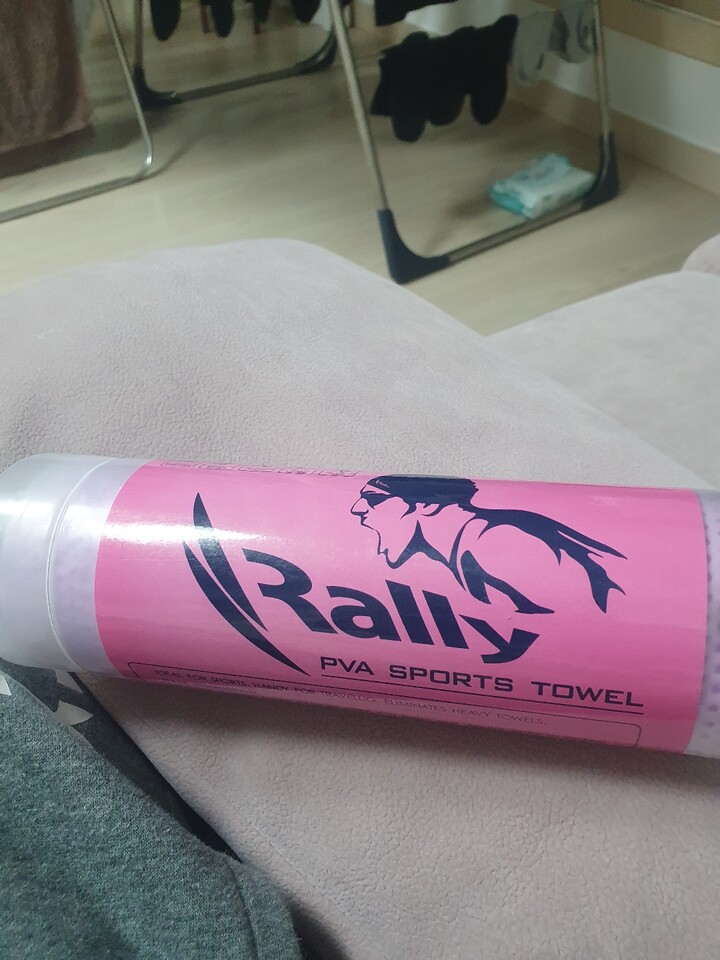 Rally
PVA SPORTS TOWEL
IDEAL FOR SPORTS, HANDY FOR TRAVELLING, ELIMINATES HEAVY TOWELS.